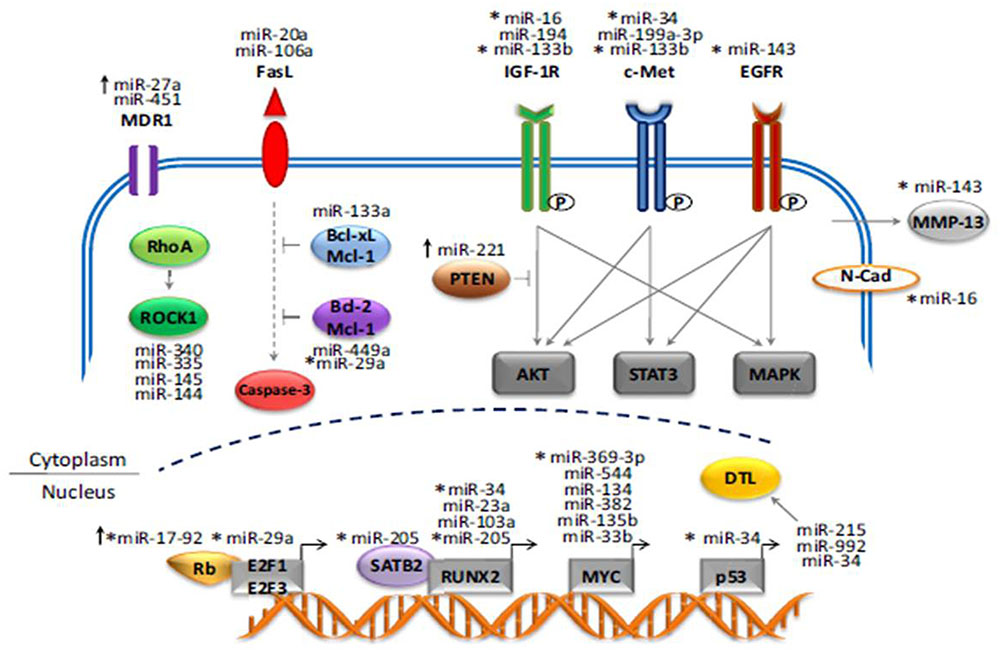 * miR-16
miR-194
* miR-133b
IGF-1R
* miR-34
miR-199a-3p
* miR-133b
c-Met
* miR-143
EGFR
miR-20a
miR-106a
FasL
miR-27a
miR-451
MDR1
P
P
P
* miR-143
MMP-13
N-Cad
* miR-16
RhoA
ROCK1
miR-340
miR-335
miR-145
miR-144
miR-133a
Bcl-xL
Mcl-1
Bcl-2
Mcl-1
miR-449a
* miR-29a
Caspase-3
miR-221
PTEN
AKT
STAT3
MAPK
Cytoplasm
Nucleus
* miR-17-92
* miR-29a
Rb
E2F1
E2F3
* miR-205
SATB2
* miR-34
miR-23a
miR-103a
* miR-205
RUNX2
* miR-369-3p
miR-544
miR-134
miR-382
miR-135b
miR-33b
MYC
* miR-34
p53
DTL
miR-215
miR-992
miR-34